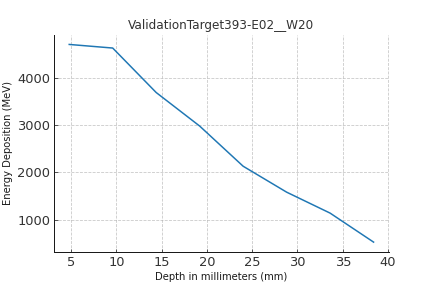 ValidationTarget393-E02__W20
Energy Deposition (MeV)
4000
3000
2000
1000
5 10 15 20 25 30 35 40
Depth in millimeters (mm)